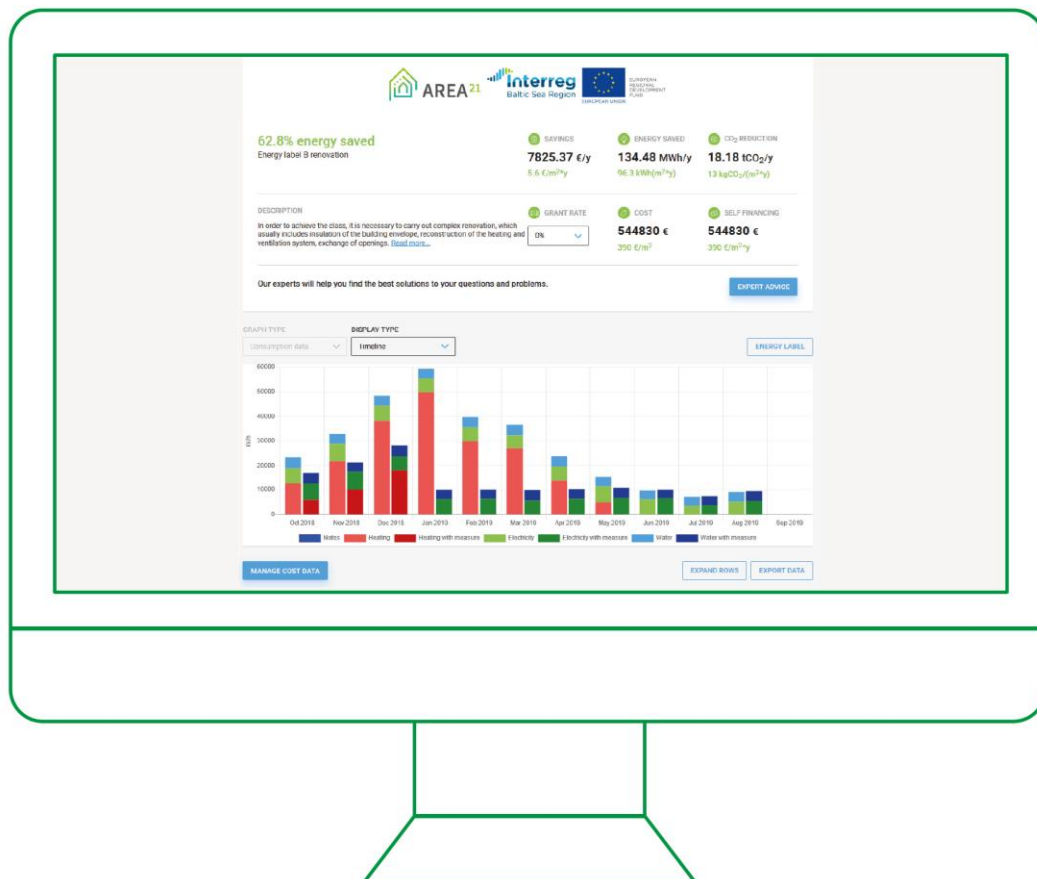 AREA 21
Interreg
Baltic Sea Region
EUROPEAN UNION
EUROPEAN
REGIONAL
DEVELOPMENT
FUND
62.8% energy saved
Energy label B renovation
SAVINGS
7825.37 €/y
5.6 €/m²*y
ENERGY SAVED
134.48 MWh/y
96.3 kWh(m²*y)
CO₂ REDUCTION
18.18 tCO₂/y
13 kgCO₂/(m²*y)
DESCRIPTION
In order to achieve the class, it is necessary to carry out complex renovation, which
usually includes insulation of the building envelope, reconstruction of the heating and
ventilation system, exchange of openings. Read more...
GRANT RATE
0%
COST
544830 €
390 €/m²
SELF FINANCING
544830 €
390 €/m²*y
Our experts will help you find the best solutions to your questions and problems.
EXPERT ADVICE
GRAPH TYPE
Consumption data
DISPLAY TYPE
Timeline
ENERGY LABEL
60000
50000
40000
30000
20000
10000
0
Oct 2018 Nov 2018 Dec 2018 Jan 2019 Feb 2019 Mar 2019 Apr 2019 May 2019 Jun 2019 Jul 2019 Aug 2019 Sep 2019
Notes Heating Heating with measure Electricity Electricity with measure Water Water with measure
MANAGE COST DATA
EXPAND ROWS
EXPORT DATA